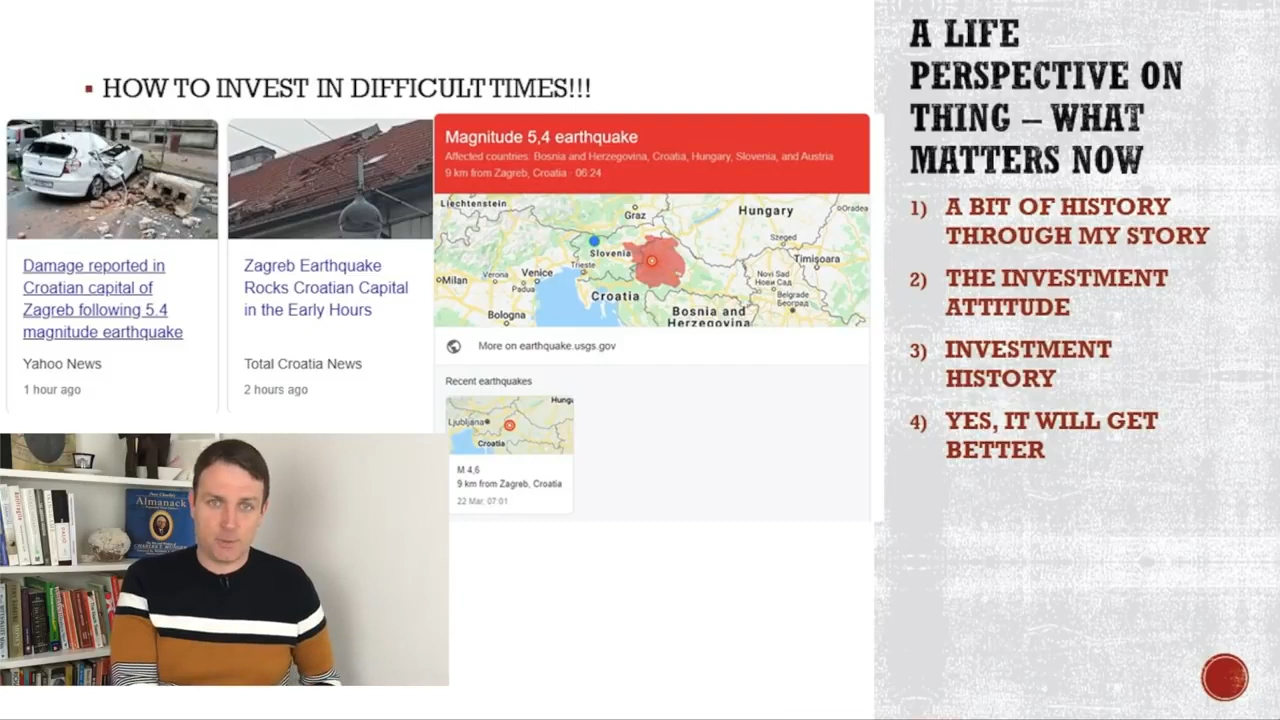 HOW TO INVEST IN DIFFICULT TIMES!!!
Damage reported in
Croatian capital of
Zagreb following 5.4
magnitude earthquake
Yahoo News
1 hour ago
Zagreb Earthquake
Rocks Croatian Capital
in the Early Hours
Total Croatia News
2 hours ago
Magnitude 5,4 earthquake
Affected countries: Bosnia and Herzegovina, Croatia, Hungary, Slovenia, and Austria
9 km from Zagreb, Croatia · 06:24
Liechtenstein
Graz
Hungary
Oradea
Slovenia
Szeged
Milan
Verona
Venice
Trieste
Timișoara
Padua
Novi Sad
Нови Сад
Croatia
Belgrade
Београд
Bologna
Bosnia and
Herzegovina
More on earthquake.usgs.gov
Recent earthquakes
Hunga
Ljubljana
Croatia
M 4,6
9 km from Zagreb, Croatia
22 Mar, 07:01
Almanack
A LIFE
PERSPECTIVE ON
THING – WHAT
MATTERS NOW
1) A BIT OF HISTORY
THROUGH MY STORY
2) THE INVESTMENT
ATTITUDE
3) INVESTMENT
HISTORY
4) YES, IT WILL GET
BETTER